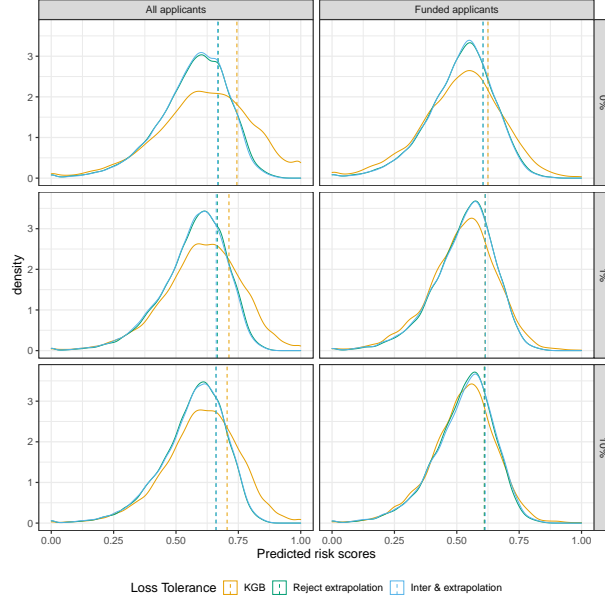 All applicants
Funded applicants
3
2
1
0
0%
3
2
1
0
1%
3
2
1
0
10%
density
0.00 0.25 0.50 0.75 1.00 0.00 0.25 0.50 0.75 1.00
Predicted risk scores
Loss Tolerance KGB Reject extrapolation Inter & extrapolation